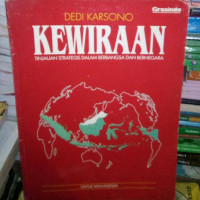 Grasindo
DEDI KARSONO
KEWIRAAN
TINJAUAN STRATEGIS DALAM BERBANGSA DAN BERNEGARA
UNTUK MAHASISWA